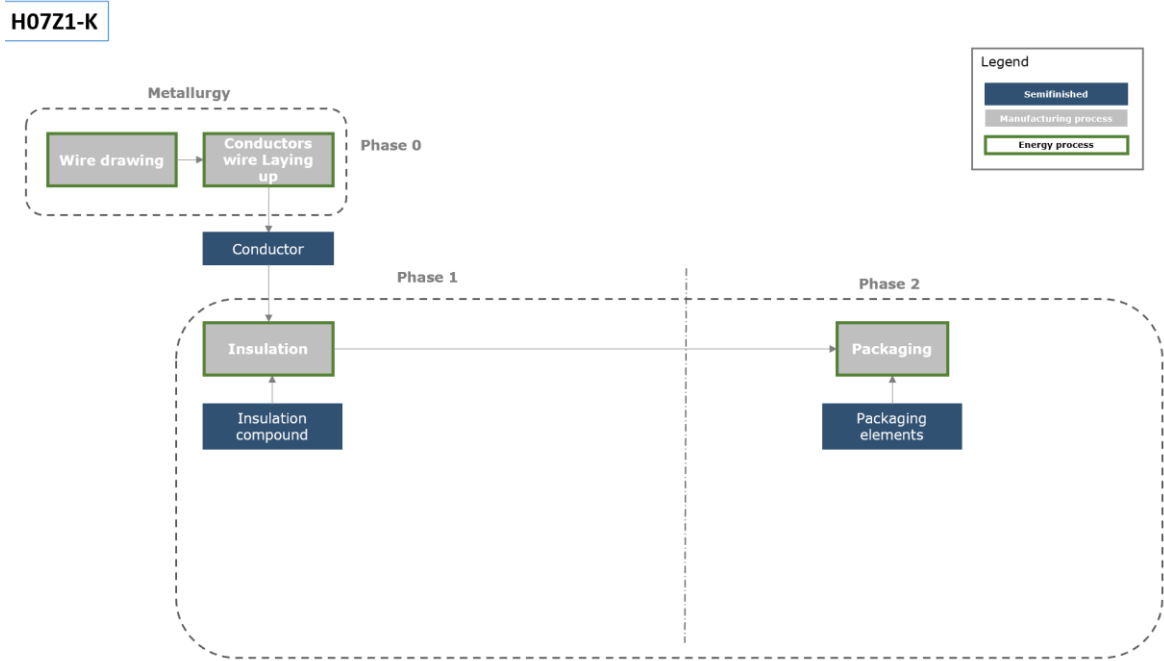 H07Z1-K
Legend
Semifinished
Manufacturing process
Energy process
Metallurgy
Phase 0
Wire drawing
Conductors
wire Laying
up
Conductor
Phase 1
Phase 2
Insulation
Packaging
Insulation
compound
Packaging
elements